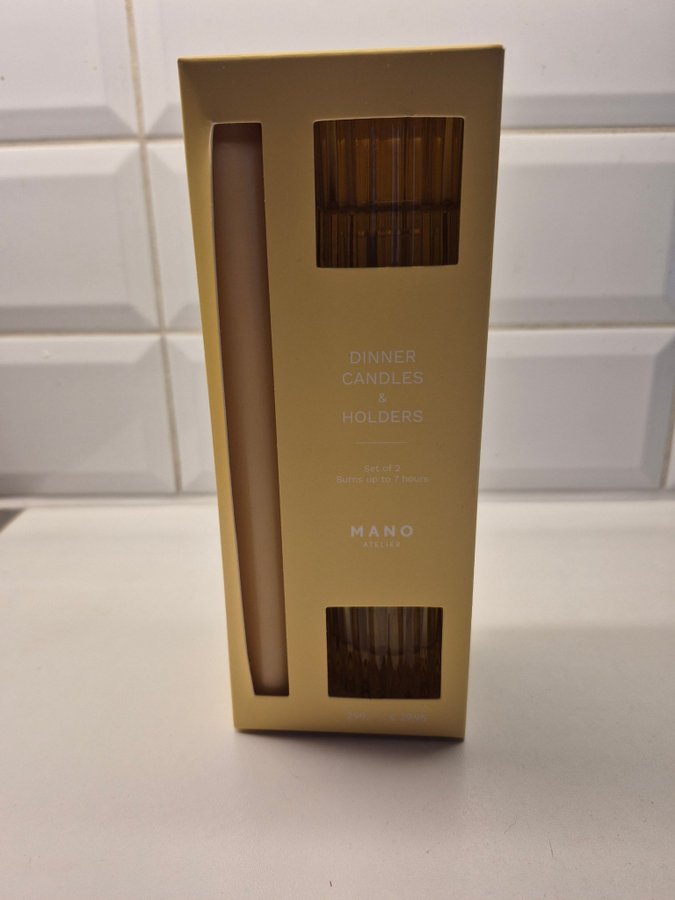 DINNER
CANDLES
&
HOLDERS
Set of 2
Burns up to 7 hours
MANO
ATELIER